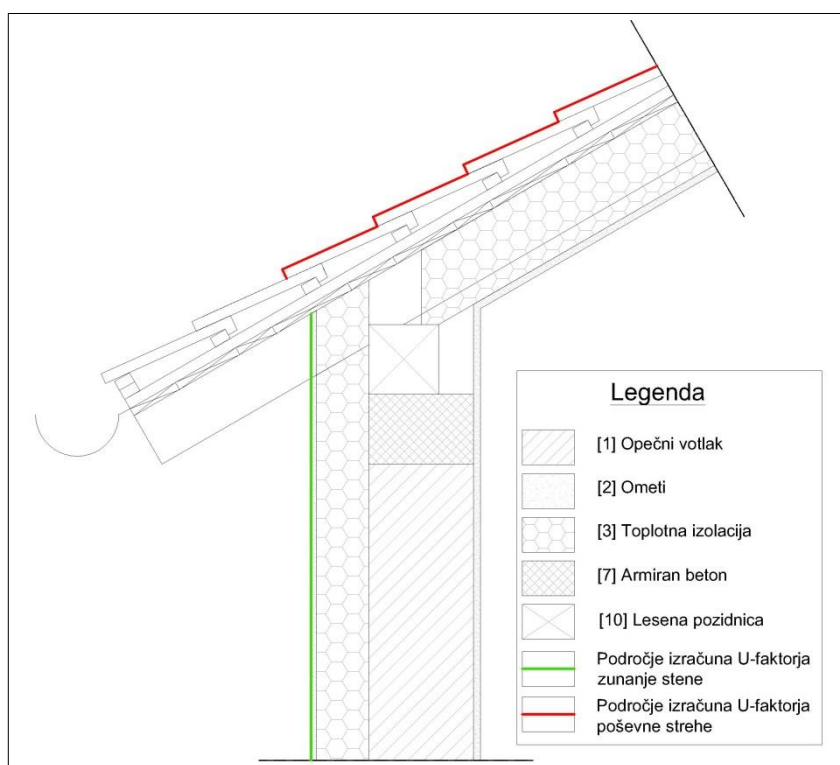 Legenda
[1] Opečni votlak
[2] Ometi
[3] Toplotna izolacija
[7] Armiran beton
[10] Lesena pozidnica
Področje izračuna U-faktorja
zunanje stene
Področje izračuna U-faktorja
poševne strehe